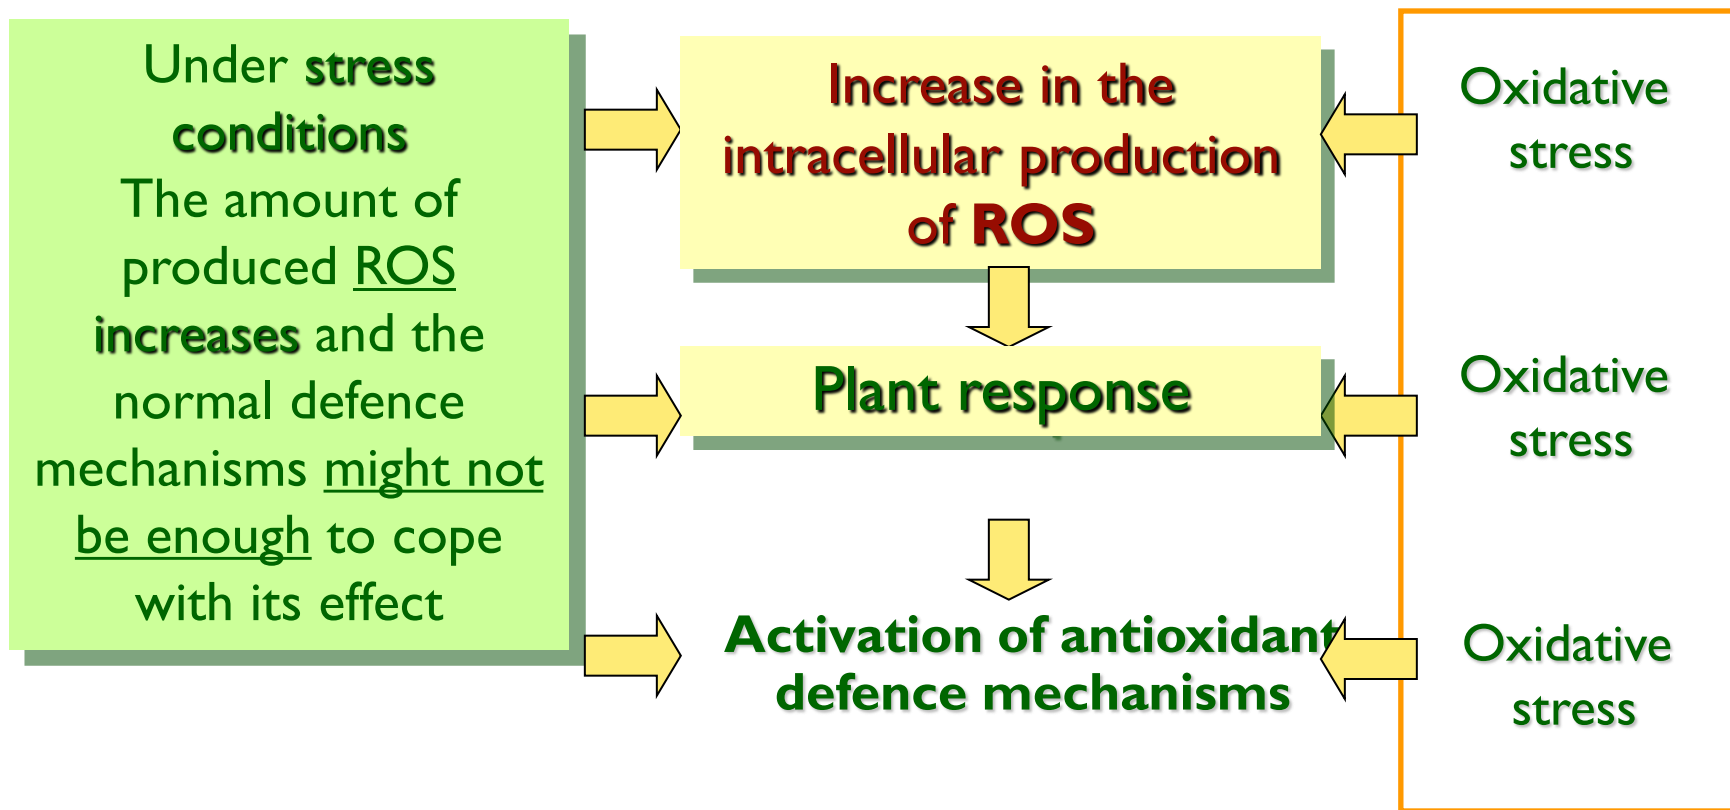 Under stress
conditions
The amount of
produced ROS
increases and the
normal defence
mechanisms might not
be enough to cope
with its effect
Increase in the
intracellular production
of ROS
Plant response
Activation of antioxidant
defence mechanisms
Oxidative
stress
Oxidative
stress
Oxidative
stress